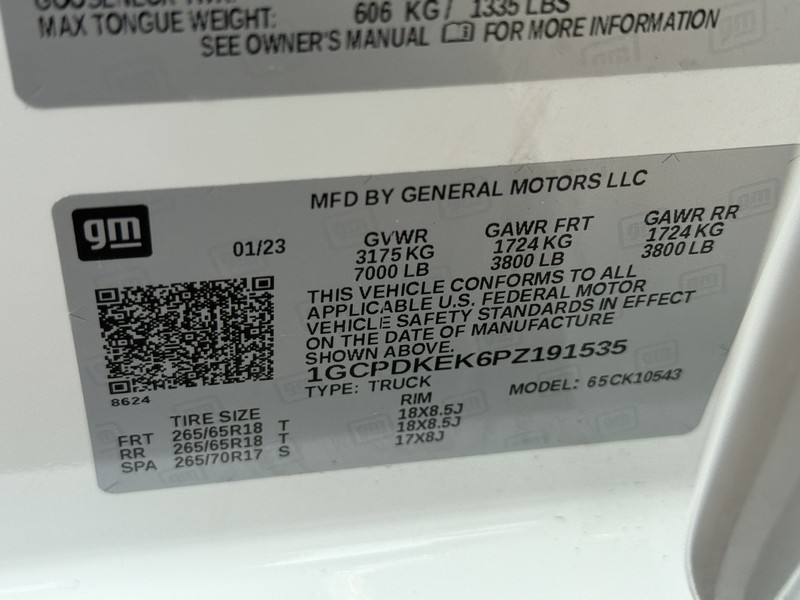 MAX TONGUE WEIGHT: 606 KG / 1335 LBS
SEE OWNER'S MANUAL FOR MORE INFORMATION
gm
MFD BY GENERAL MOTORS LLC
01/23
GVWR GAWR FRT GAWR RR
3175 KG 1724 KG 1724 KG
7000 LB 3800 LB 3800 LB
THIS VEHICLE CONFORMS TO ALL
APPLICABLE U.S. FEDERAL MOTOR
VEHICLE SAFETY STANDARDS IN EFFECT
ON THE DATE OF MANUFACTURE
SHOWN ABOVE.
1GCPDKEK6PZ191535
TYPE: TRUCK MODEL: 65CK10543
8624
TIRE SIZE RIM
FRT 265/65R18 T 18X8.5J
RR 265/65R18 T 18X8.5J
SPA 265/70R17 S 17X8J